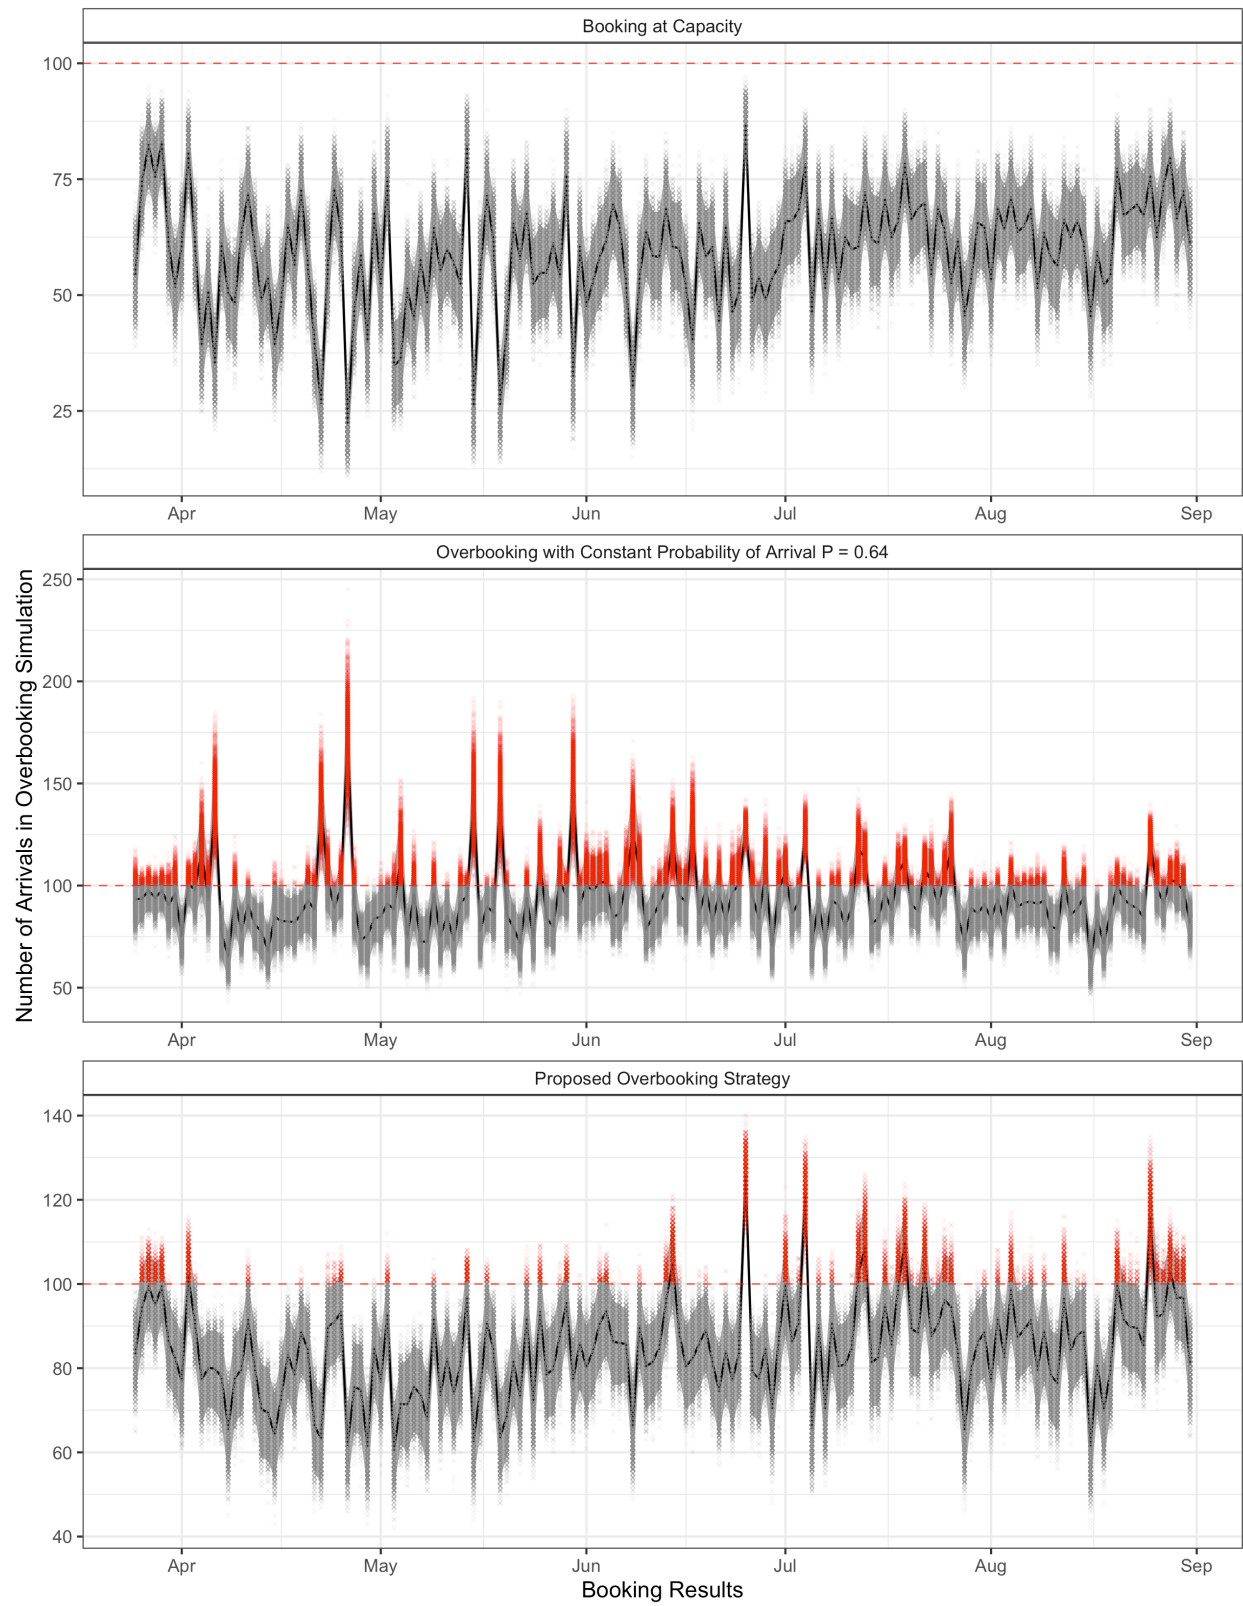 Booking at Capacity
100
75
50
25
Apr May Jun Jul Aug Sep
Overbooking with Constant Probability of Arrival P = 0.64
250
200
150
100
50
Apr May Jun Jul Aug Sep
Number of Arrivals in Overbooking Simulation
Proposed Overbooking Strategy
140
120
100
80
60
40
Apr May Jun Jul Aug Sep
Booking Results